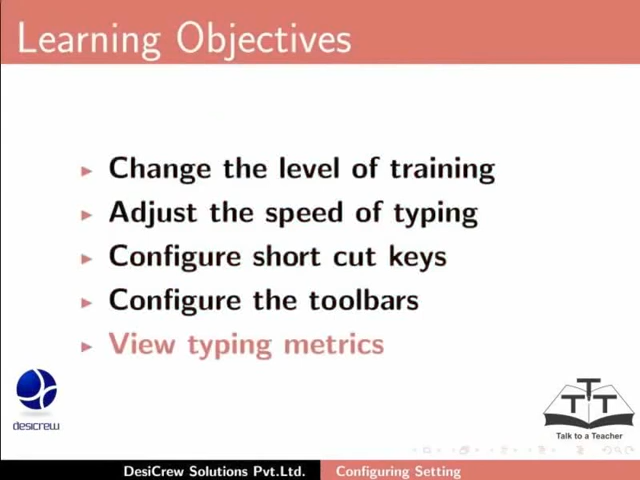 Learning Objectives
Change the level of training
Adjust the speed of typing
Configure short cut keys
Configure the toolbars
View typing metrics
desicrew
TTT
Talk to a Teacher
DesiCrew Solutions Pvt.Ltd.
Configuring Setting